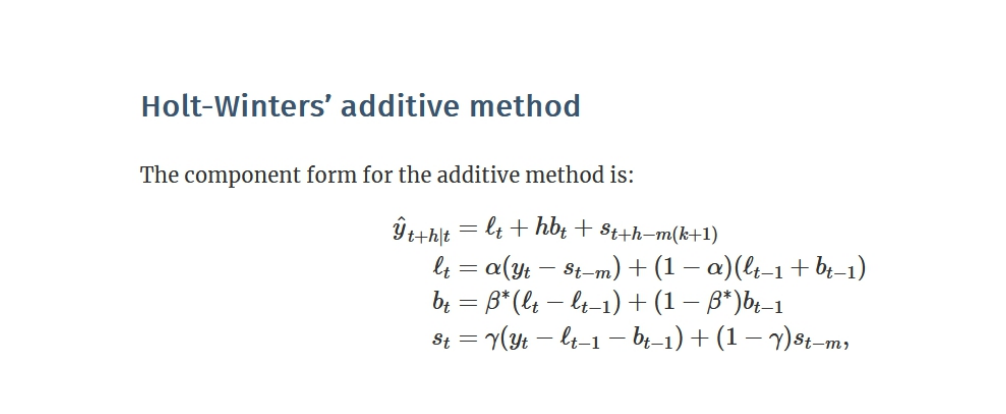 Holt-Winters’ additive method
The component form for the additive method is:
ŷ_{t+h|t} = ℓ_t + hb_t + s_{t+h−m(k+1)}
ℓ_t = α(y_t − s_{t−m}) + (1 − α)(ℓ_{t−1} + b_{t−1})
b_t = β*(ℓ_t − ℓ_{t−1}) + (1 − β*)b_{t−1}
s_t = γ(y_t − ℓ_{t−1} − b_{t−1}) + (1 − γ)s_{t−m},